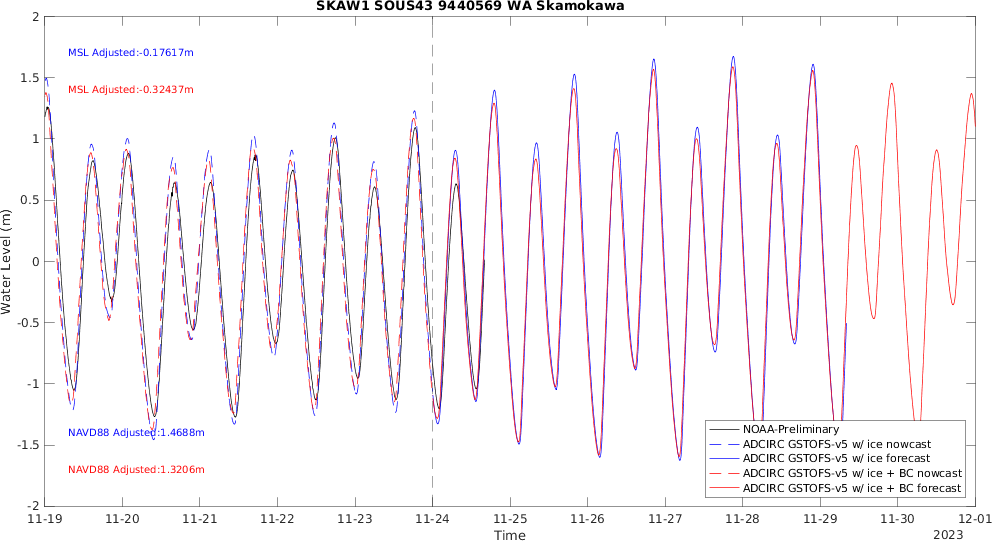 SKAW1 SOUS43 9440569 WA Skamokawa
MSL Adjusted:-0.17617m
MSL Adjusted:-0.32437m
NAVD88 Adjusted:1.4688m
NAVD88 Adjusted:1.3206m
Water Level (m)
2
1.5
1
0.5
0
-0.5
-1
-1.5
-2
NOAA-Preliminary
ADCIRC GSTOFS-v5 w/ ice nowcast
ADCIRC GSTOFS-v5 w/ ice forecast
ADCIRC GSTOFS-v5 w/ ice + BC nowcast
ADCIRC GSTOFS-v5 w/ ice + BC forecast
11-19 11-20 11-21 11-22 11-23 11-24 11-25 11-26 11-27 11-28 11-29 11-30 12-01
Time
2023